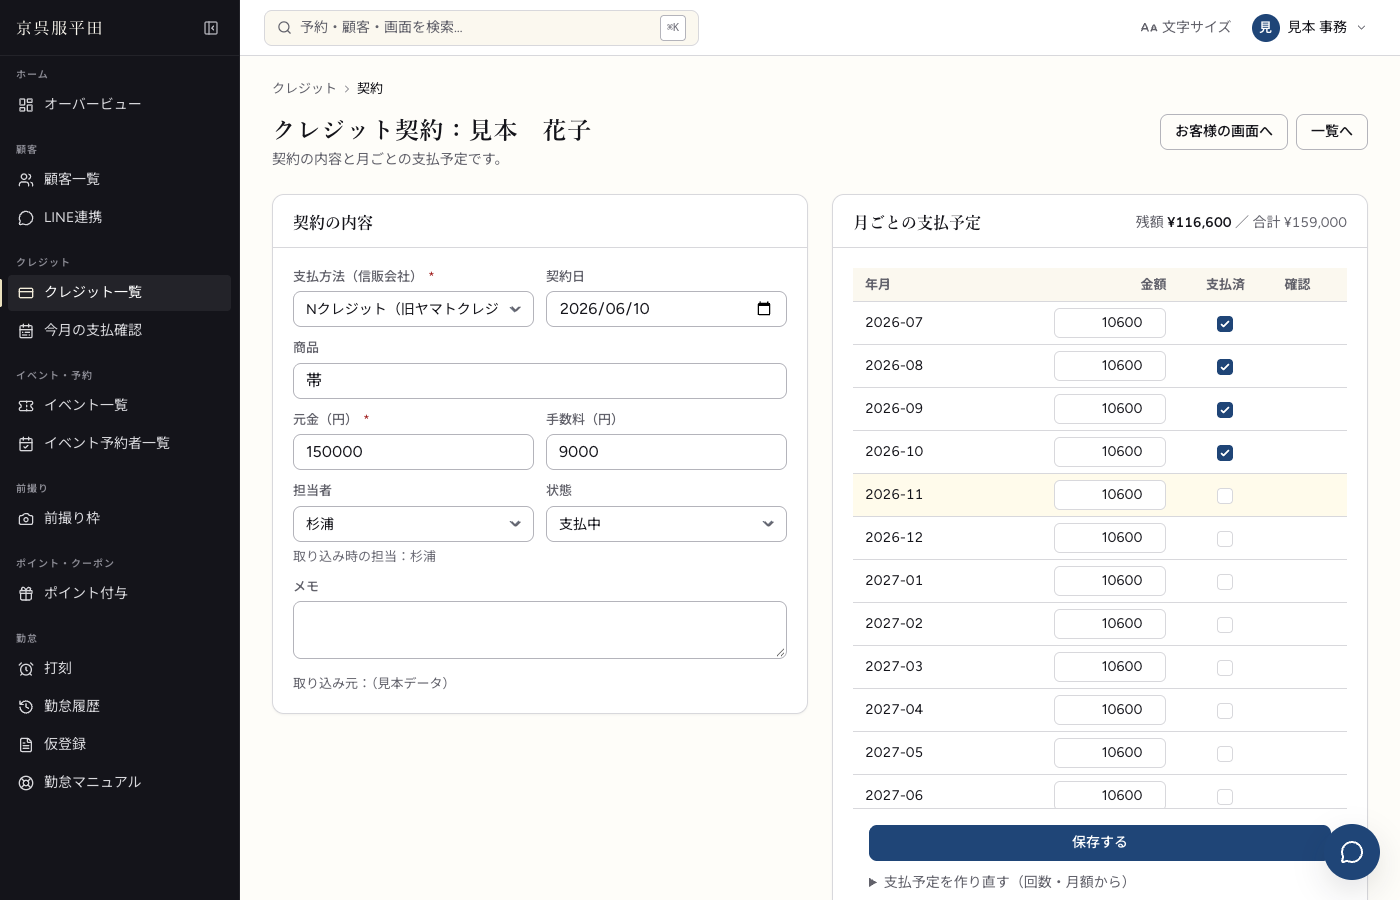 京呉服平田
ホーム
オーバービュー
顧客
顧客一覧
LINE連携
クレジット
クレジット一覧
今月の支払確認
イベント・予約
イベント一覧
イベント予約者一覧
前撮り
前撮り枠
ポイント・クーポン
ポイント付与
勤怠
打刻
勤怠履歴
仮登録
勤怠マニュアル
予約・顧客・画面を検索... ⌘K
AA 文字サイズ
見 見本 事務
クレジット › 契約
クレジット契約：見本　花子
契約の内容と月ごとの支払予定です。
お客様の画面へ 一覧へ
契約の内容
支払方法（信販会社） * 契約日
Nクレジット（旧ヤマトクレジ 2026/06/10
商品
帯
元金（円） * 手数料（円）
150000 9000
担当者 状態
杉浦 支払中
取り込み時の担当：杉浦
メモ
取り込み元：（見本データ）
月ごとの支払予定 残額 ¥116,600 ／ 合計 ¥159,000
年月 金額 支払済 確認
2026-07 10600
2026-08 10600
2026-09 10600
2026-10 10600
2026-11 10600
2026-12 10600
2027-01 10600
2027-02 10600
2027-03 10600
2027-04 10600
2027-05 10600
2027-06 10600
保存する
▶ 支払予定を作り直す（回数・月額から）